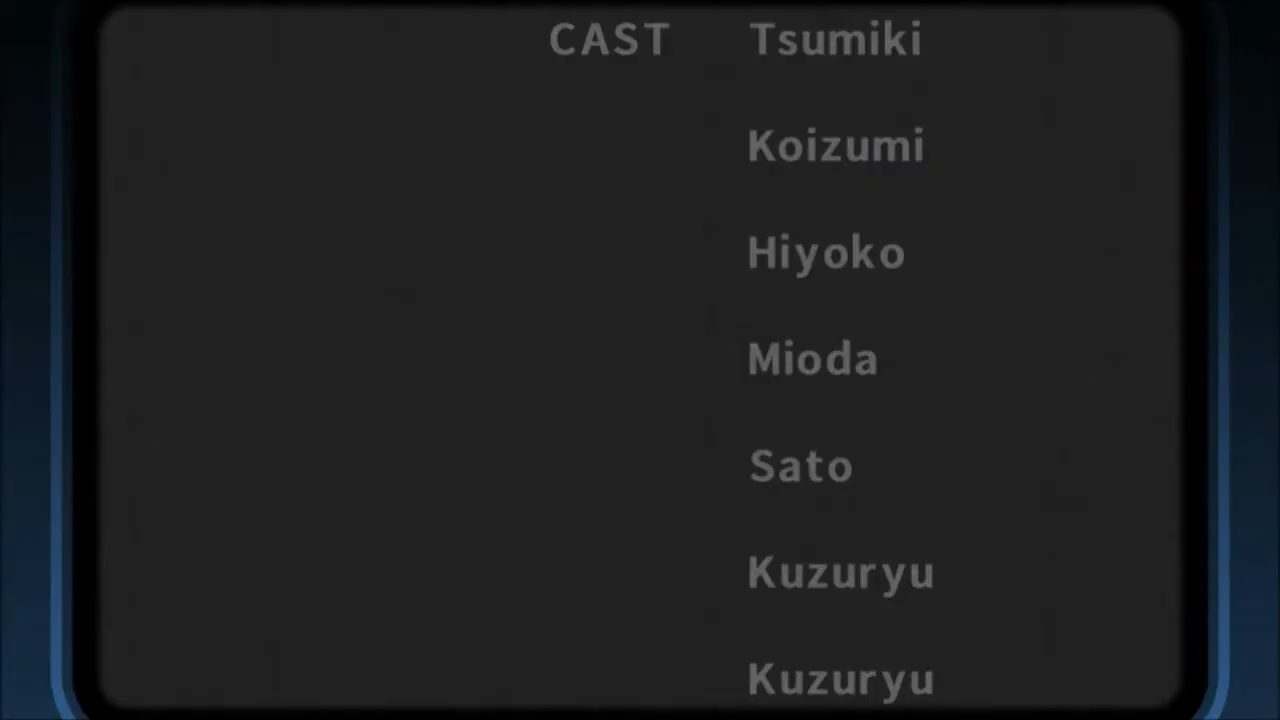 CAST Tsumiki
Koizumi
Hiyoko
Mioda
Sato
Kuzuryu
Kuzuryu